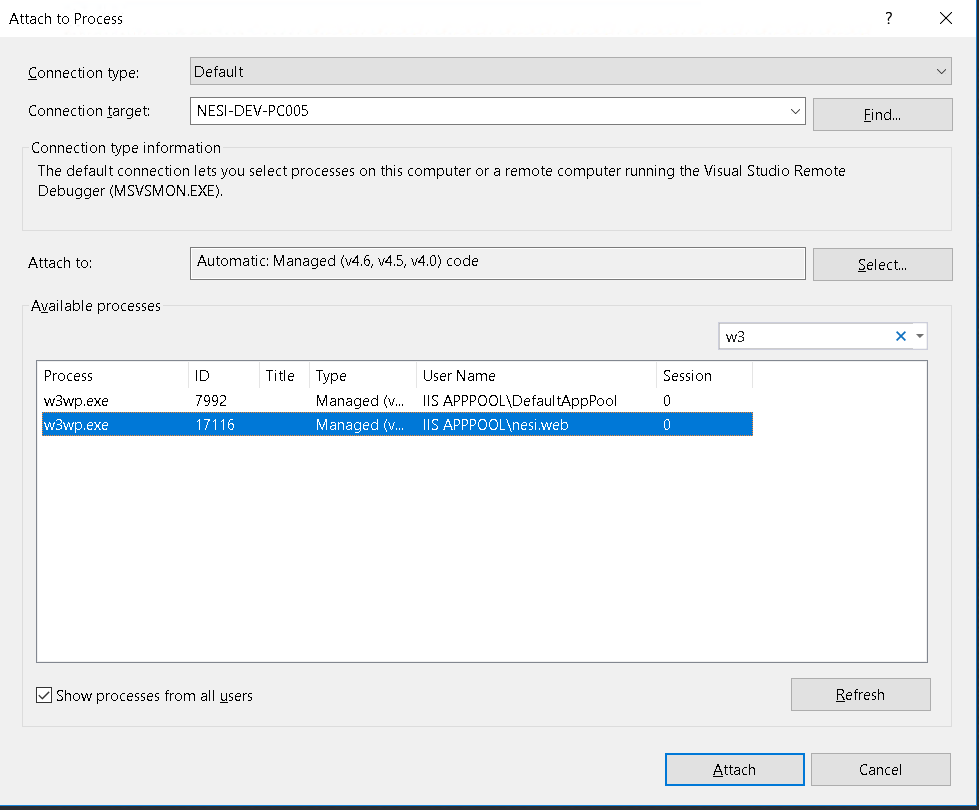 Attach to Process
?
Connection type:
Default
Connection target:
NESI-DEV-PC005
Find...
Connection type information
The default connection lets you select processes on this computer or a remote computer running the Visual Studio Remote
Debugger (MSVSMON.EXE).
Attach to:
Automatic: Managed (v4.6, v4.5, v4.0) code
Select...
Available processes
w3
Process ID Title Type User Name Session
w3wp.exe 7992 Managed (v... IIS APPPOOL\DefaultAppPool 0
w3wp.exe 17116 Managed (v... IIS APPPOOL\nesi.web 0
Show processes from all users
Refresh
Attach
Cancel